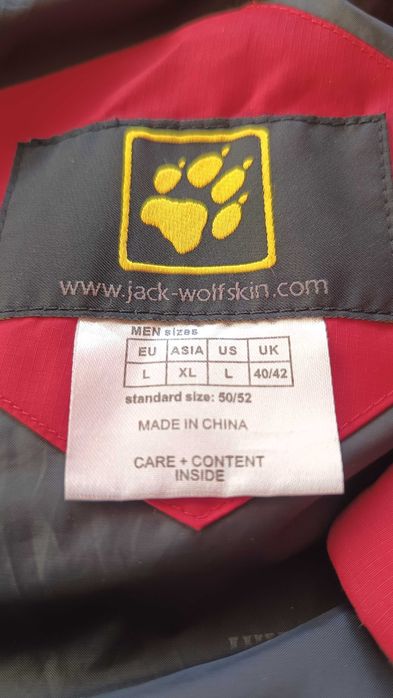 www.jack-wolfskin.com
MEN sizes
EU ASIA US UK
L XL L 40/42
standard size: 50/52
MADE IN CHINA
CARE + CONTENT
INSIDE